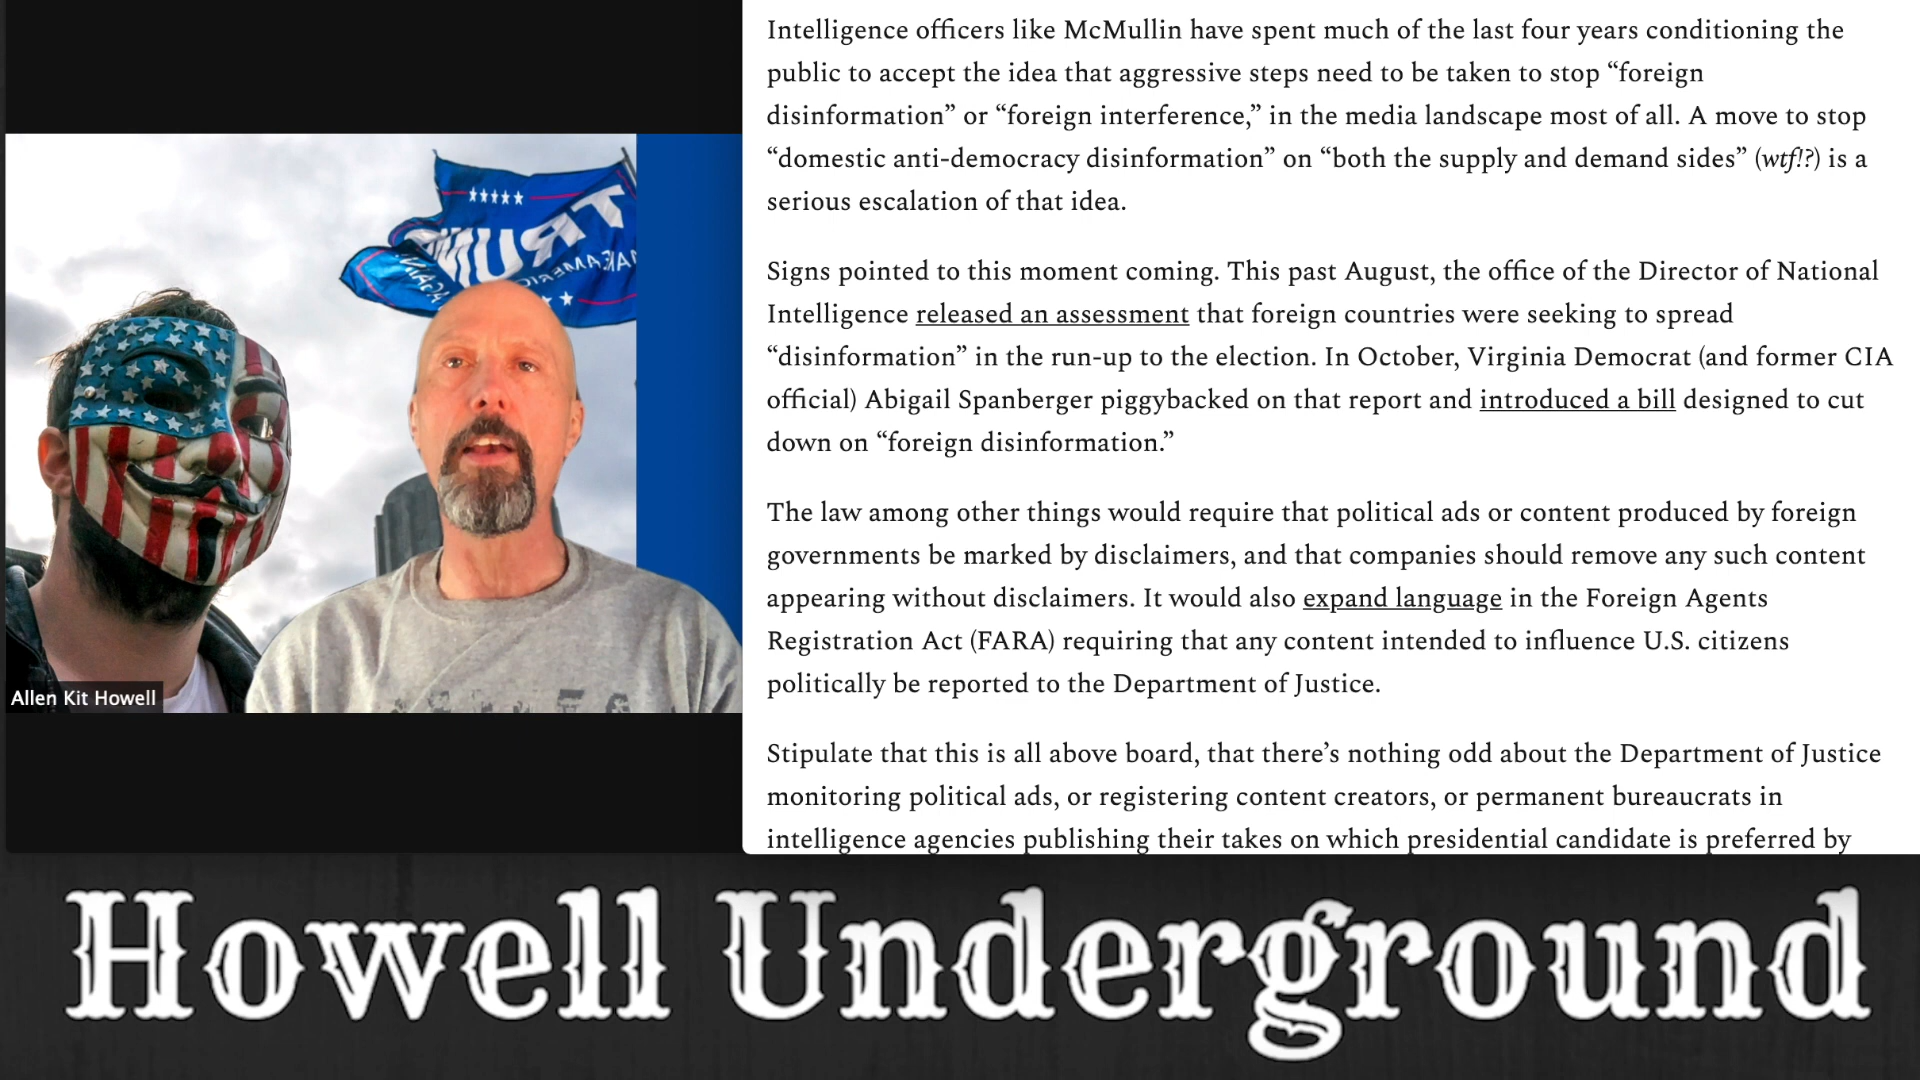 Intelligence officers like McMullin have spent much of the last four years conditioning the
public to accept the idea that aggressive steps need to be taken to stop “foreign
disinformation” or “foreign interference,” in the media landscape most of all. A move to stop
“domestic anti-democracy disinformation” on “both the supply and demand sides” (wtf!?) is a
serious escalation of that idea.
Signs pointed to this moment coming. This past August, the office of the Director of National
Intelligence released an assessment that foreign countries were seeking to spread
“disinformation” in the run-up to the election. In October, Virginia Democrat (and former CIA
official) Abigail Spanberger piggybacked on that report and introduced a bill designed to cut
down on “foreign disinformation.”
The law among other things would require that political ads or content produced by foreign
governments be marked by disclaimers, and that companies should remove any such content
appearing without disclaimers. It would also expand language in the Foreign Agents
Registration Act (FARA) requiring that any content intended to influence U.S. citizens
politically be reported to the Department of Justice.
Stipulate that this is all above board, that there’s nothing odd about the Department of Justice
monitoring political ads, or registering content creators, or permanent bureaucrats in
intelligence agencies publishing their takes on which presidential candidate is preferred by
TRUM
Allen Kit Howell
Howell Underground